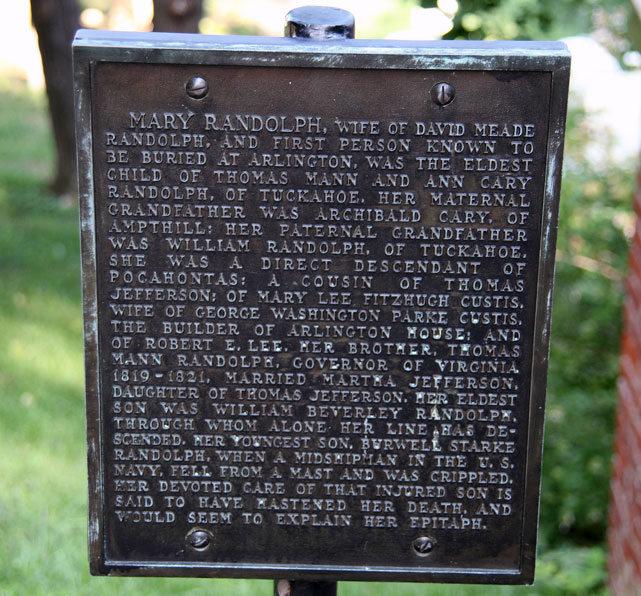 MARY RANDOLPH, WIFE OF DAVID MEADE
RANDOLPH, AND FIRST PERSON KNOWN TO
BE BURIED AT ARLINGTON, WAS THE ELDEST
CHILD OF THOMAS MANN AND ANN CARY
RANDOLPH, OF TUCKAHOE. HER MATERNAL
GRANDFATHER WAS ARCHIBALD CARY, OF
AMPTHILL; HER PATERNAL GRANDFATHER
WAS WILLIAM RANDOLPH, OF TUCKAHOE.
SHE WAS A DIRECT DESCENDANT OF
POCAHONTAS; A COUSIN OF THOMAS
JEFFERSON; OF MARY LEE FITZHUGH CUSTIS,
WIFE OF GEORGE WASHINGTON PARKE CUSTIS,
THE BUILDER OF ARLINGTON HOUSE; AND
OF ROBERT E. LEE. HER BROTHER, THOMAS
MANN RANDOLPH, GOVERNOR OF VIRGINIA
1819-1821, MARRIED MARTHA JEFFERSON,
DAUGHTER OF THOMAS JEFFERSON. HER ELDEST
SON WAS WILLIAM BEVERLEY RANDOLPH,
THROUGH WHOM ALONE HER LINE HAS DE-
SCENDED. HER YOUNGEST SON, BURWELL STARKE
RANDOLPH, WHEN A MIDSHIPMAN IN THE U.S.
NAVY, FELL FROM A MAST AND WAS CRIPPLED.
HER DEVOTED CARE OF THAT INJURED SON IS
SAID TO HAVE HASTENED HER DEATH, AND
WOULD SEEM TO EXPLAIN HER EPITAPH.